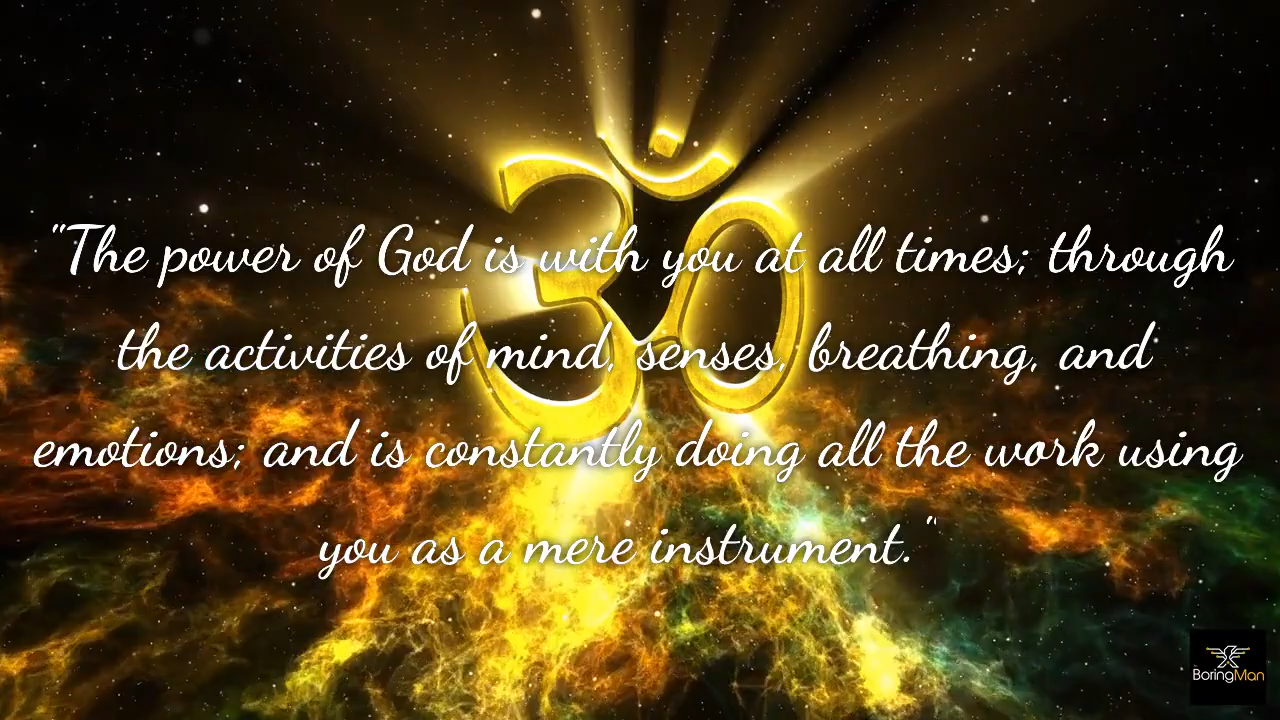 ॐ
"The power of God is with you at all times; through
the activities of mind, senses, breathing, and
emotions; and is constantly doing all the work using
you as a mere instrument."
BoringMan